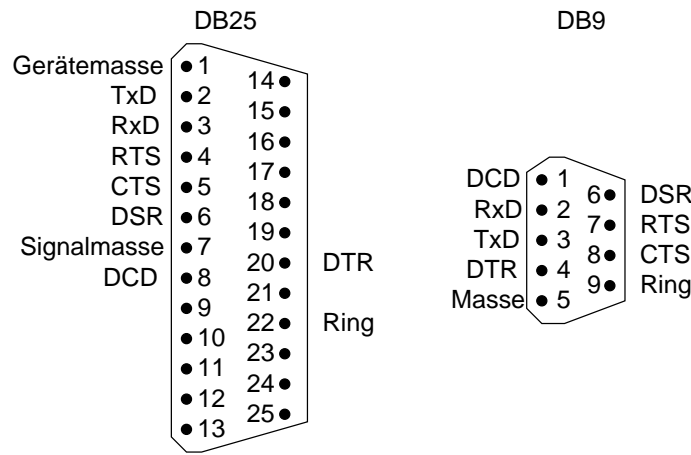 DB25
DB9
Gerätemasse 1
14
TxD 2
15
RxD 3
16
RTS 4
17
CTS 5
18
DSR 6
19
Signalmasse 7
20 DTR
DCD 8
21
9
22 Ring
10
23
11
24
12
25
13
DCD 1
6 DSR
RxD 2
7 RTS
TxD 3
8 CTS
DTR 4
9 Ring
Masse 5